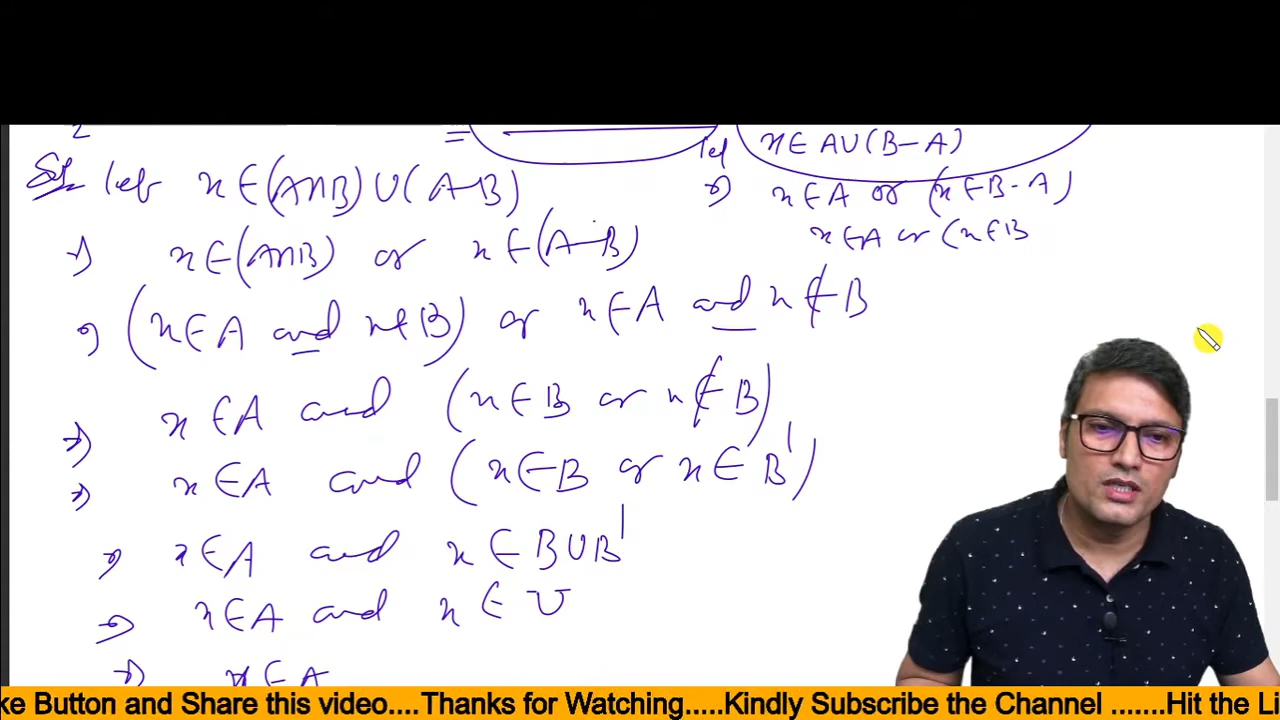 2
=
Sol. let x ∈ (A∩B) ∪ (A-B)
⇒ x ∈ (A∩B) or x ∈ (A-B)
⇒ (x ∈ A and x ∈ B) or x ∈ A and x ∉ B
⇒ x ∈ A and (x ∈ B or x ∉ B)
⇒ x ∈ A and (x ∈ B or x ∈ B')
⇒ x ∈ A and x ∈ B∪B'
⇒ x ∈ A and x ∈ U
⇒ x ∈ A
let x ∈ A∪(B-A)
⇒ x ∈ A or (x ∈ B-A)
x ∈ A or (x ∈ B
ke Button and Share this video....Thanks for Watching.....Kindly Subscribe the Channel .......Hit the Li